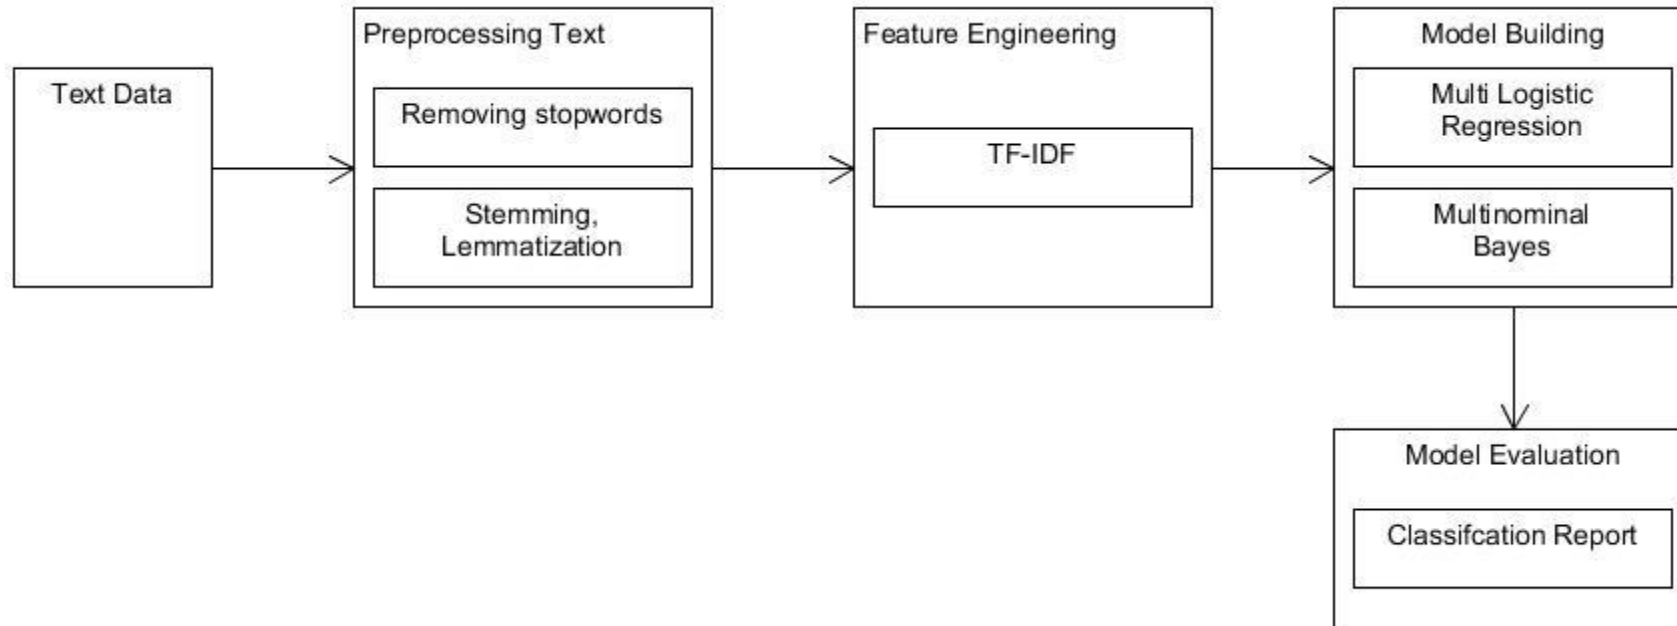 Text Data
Preprocessing Text
Removing stopwords
Stemming,
Lemmatization
Feature Engineering
TF-IDF
Model Building
Multi Logistic
Regression
Multinominal
Bayes
Model Evaluation
Classifcation Report